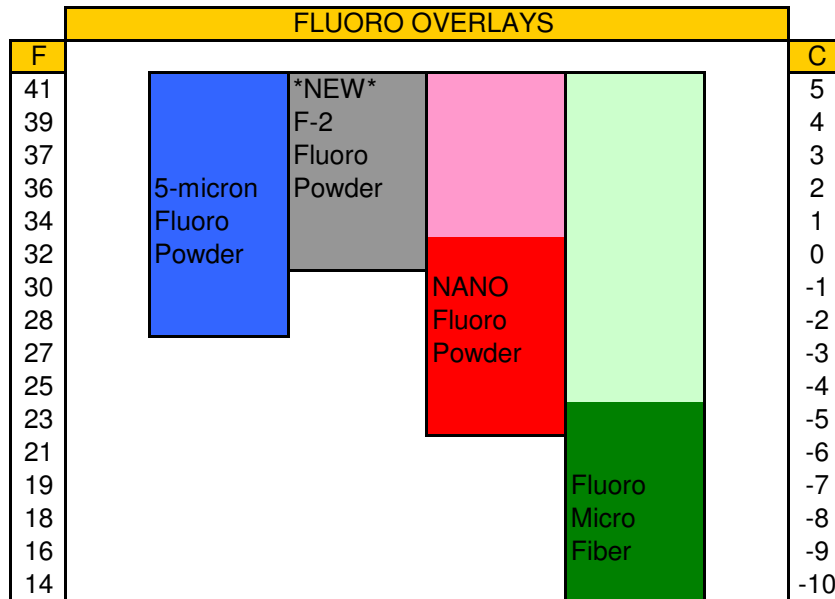 FLUORO OVERLAYS
F C
41 *NEW* 5
39 F-2 4
37 Fluoro 3
36 5-micron Powder 2
34 Fluoro 1
32 Powder 0
30 NANO -1
28 Fluoro -2
27 Powder -3
25 -4
23 -5
21 -6
19 Fluoro -7
18 Micro -8
16 Fiber -9
14 -10